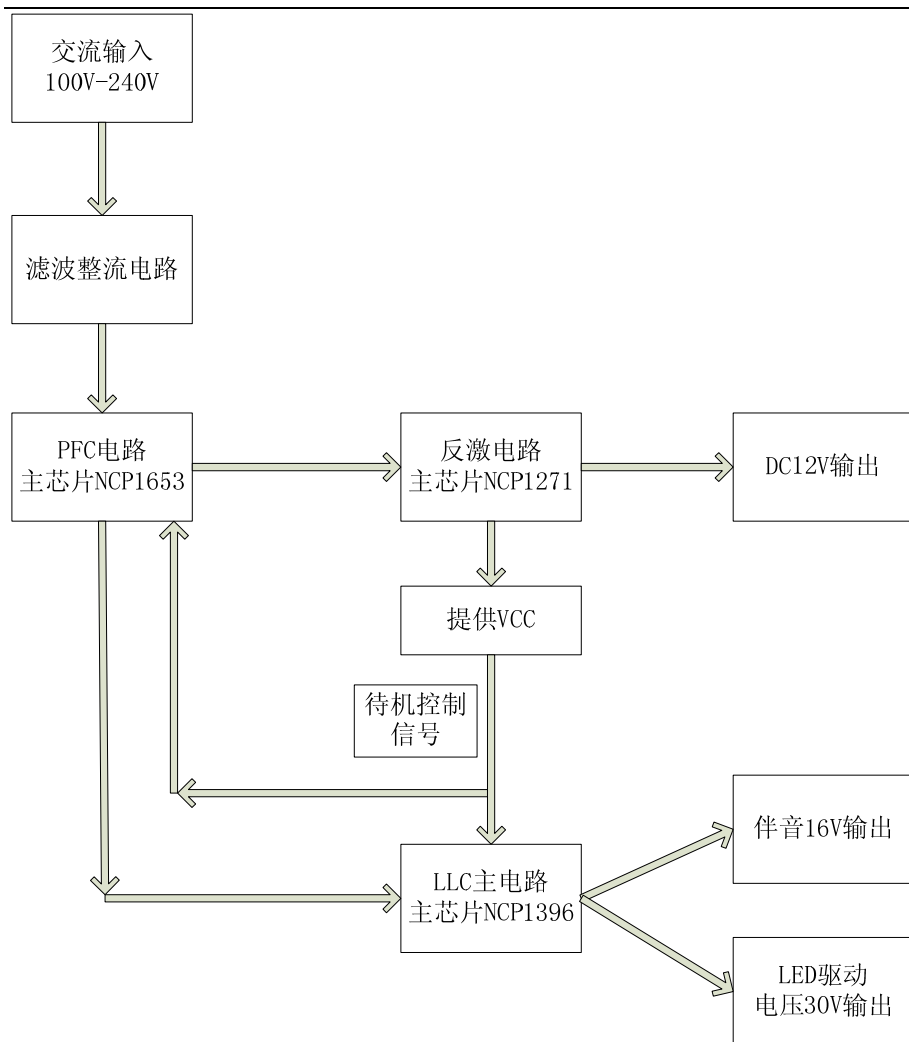 交流输入
100V-240V
滤波整流电路
PFC电路
主芯片NCP1653
反激电路
主芯片NCP1271
DC12V输出
提供VCC
待机控制
信号
伴音16V输出
LLC主电路
主芯片NCP1396
LED驱动
电压30V输出